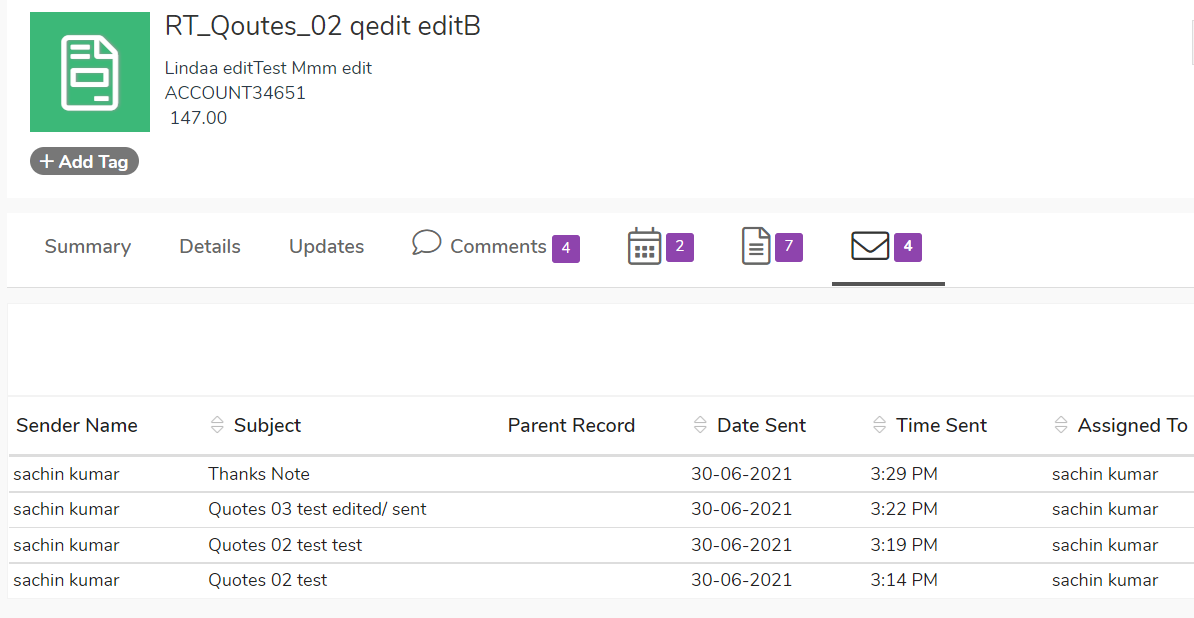 RT_Qoutes_02 qedit editB
Lindaa editTest Mmm edit
ACCOUNT34651
147.00
+ Add Tag
Summary Details Updates Comments 4 2 7 4
Sender Name Subject Parent Record Date Sent Time Sent Assigned To
sachin kumar Thanks Note 30-06-2021 3:29 PM sachin kumar
sachin kumar Quotes 03 test edited/ sent 30-06-2021 3:22 PM sachin kumar
sachin kumar Quotes 02 test test 30-06-2021 3:19 PM sachin kumar
sachin kumar Quotes 02 test 30-06-2021 3:14 PM sachin kumar